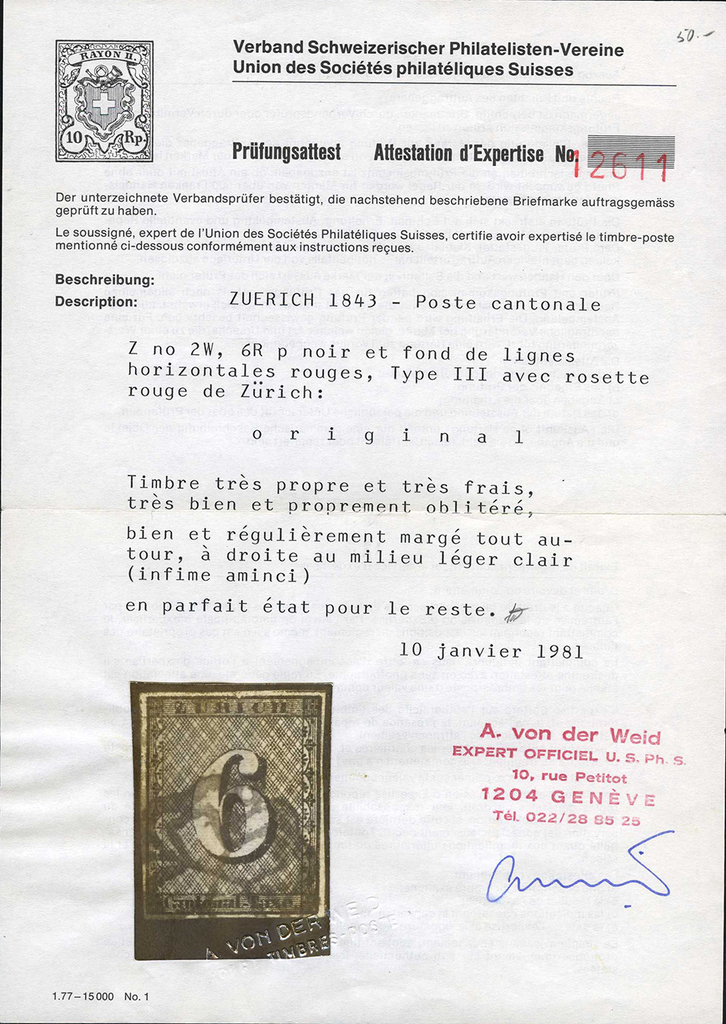 50.-
RAYON II.
10 Rp.
Verband Schweizerischer Philatelisten-Vereine
Union des Sociétés philatéliques Suisses
Prüfungsattest Attestation d'Expertise No. 12611
Der unterzeichnete Verbandsprüfer bestätigt, die nachstehend beschriebene Briefmarke auftragsgemäss
geprüft zu haben.
Le soussigné, expert de l'Union des Sociétés Philatéliques Suisses, certifie avoir expertisé le timbre-poste
mentionné ci-dessous conformément aux instructions reçues.
Beschreibung:
Description: ZUERICH 1843 - Poste cantonale
Z no 2W, 6R p noir et fond de lignes
horizontales rouges, Type III avec rosette
rouge de Zürich:
o r i g i n a l
Timbre très propre et très frais,
très bien et proprement oblitéré,
bien et régulièrement margé tout au-
tour, à droite au milieu léger clair
(infime aminci)
en parfait état pour le reste.
10 janvier 1981
ZÜRICH
6
Cantonal-Taxe
A VON DER WEID
TIMBRES-POSTE
A. von der Weid
EXPERT OFFICIEL U. S. Ph. S.
10, rue Petitot
1204 GENÈVE
Tél. 022/28 85 25
1.77–15000 No. 1